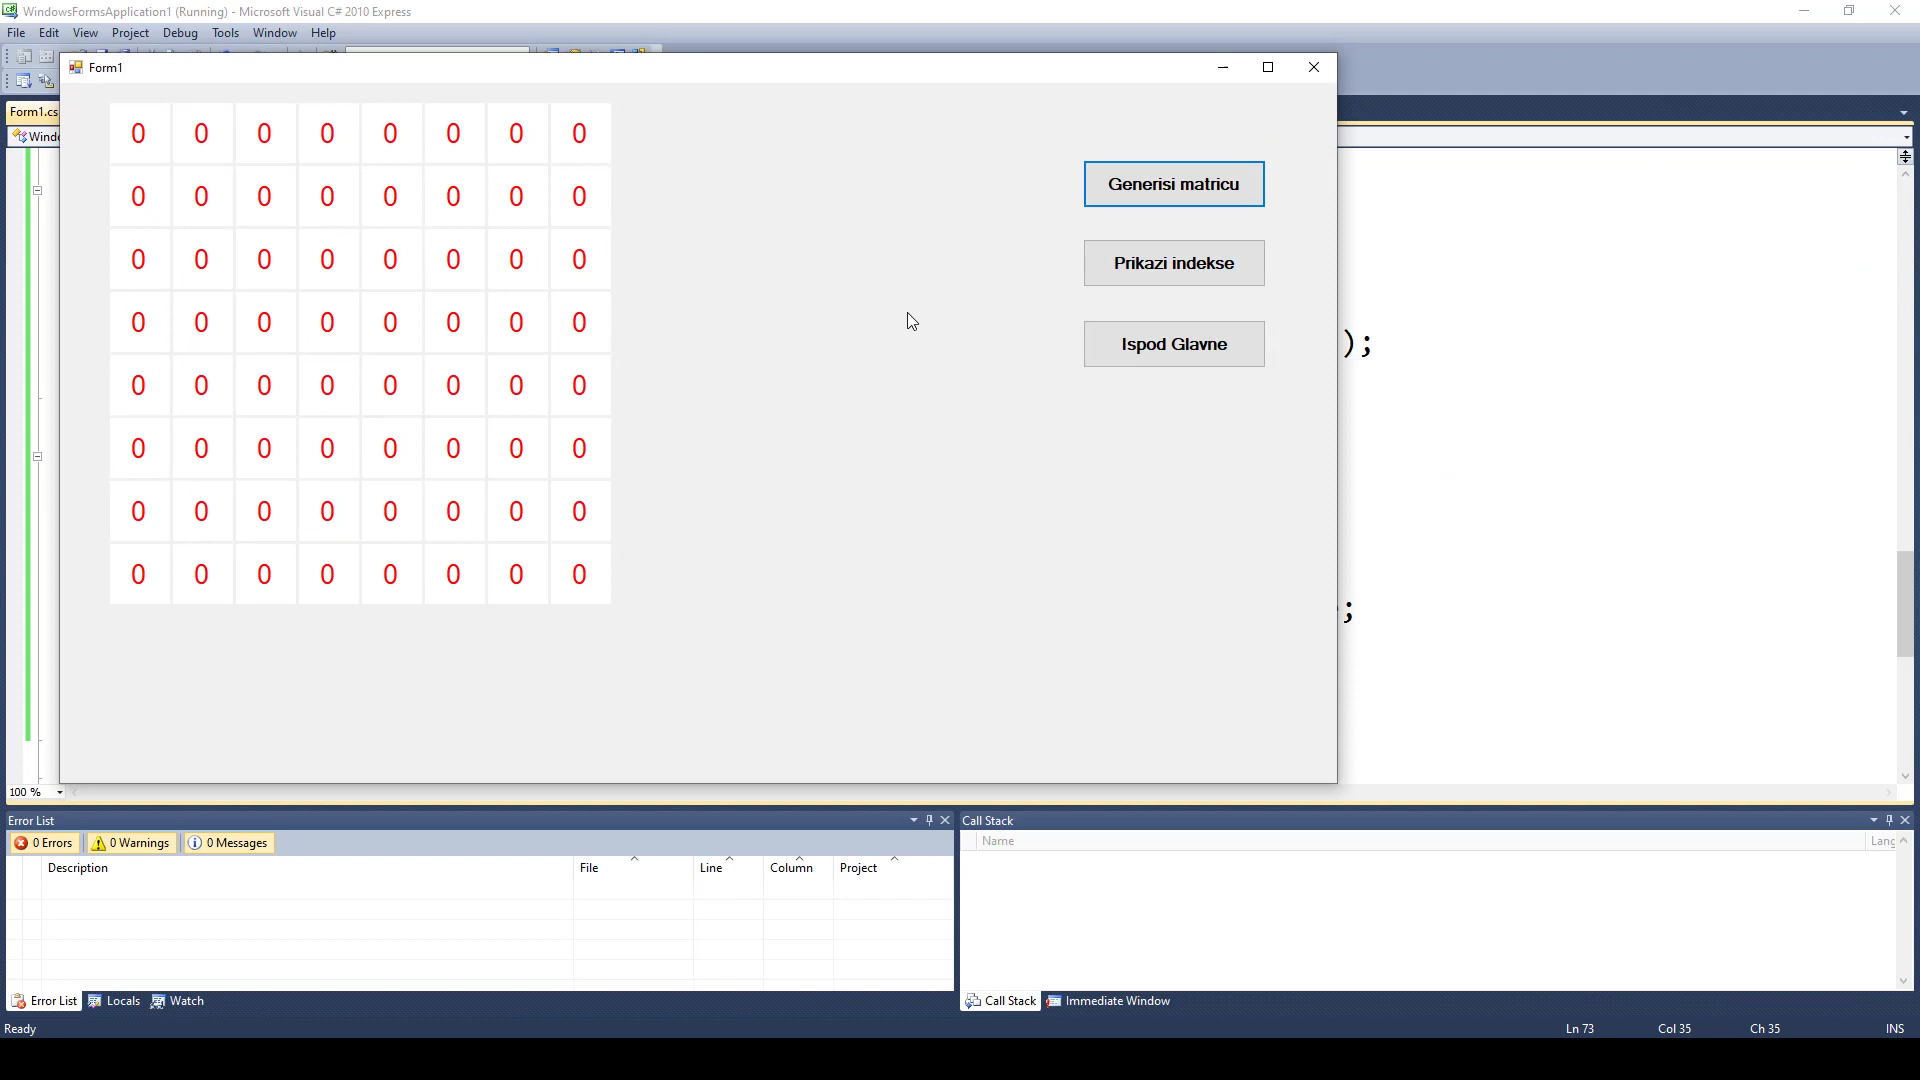 WindowsFormsApplication1 (Running) - Microsoft Visual C# 2010 Express
File Edit View Project Debug Tools Window Help
Form1
Form1.cs
0 0 0 0 0 0 0 0
Windo
0 0 0 0 0 0 0 0
Generisi matricu
0 0 0 0 0 0 0 0
Prikazi indekse
0 0 0 0 0 0 0 0
Ispod Glavne
);
0 0 0 0 0 0 0 0
0 0 0 0 0 0 0 0
0 0 0 0 0 0 0 0
0 0 0 0 0 0 0 0
;
100 %
Error List
0 Errors 0 Warnings 0 Messages
Description File Line Column Project
Error List Locals Watch
Call Stack
Name Lang
Call Stack Immediate Window
Ready Ln 73 Col 35 Ch 35 INS